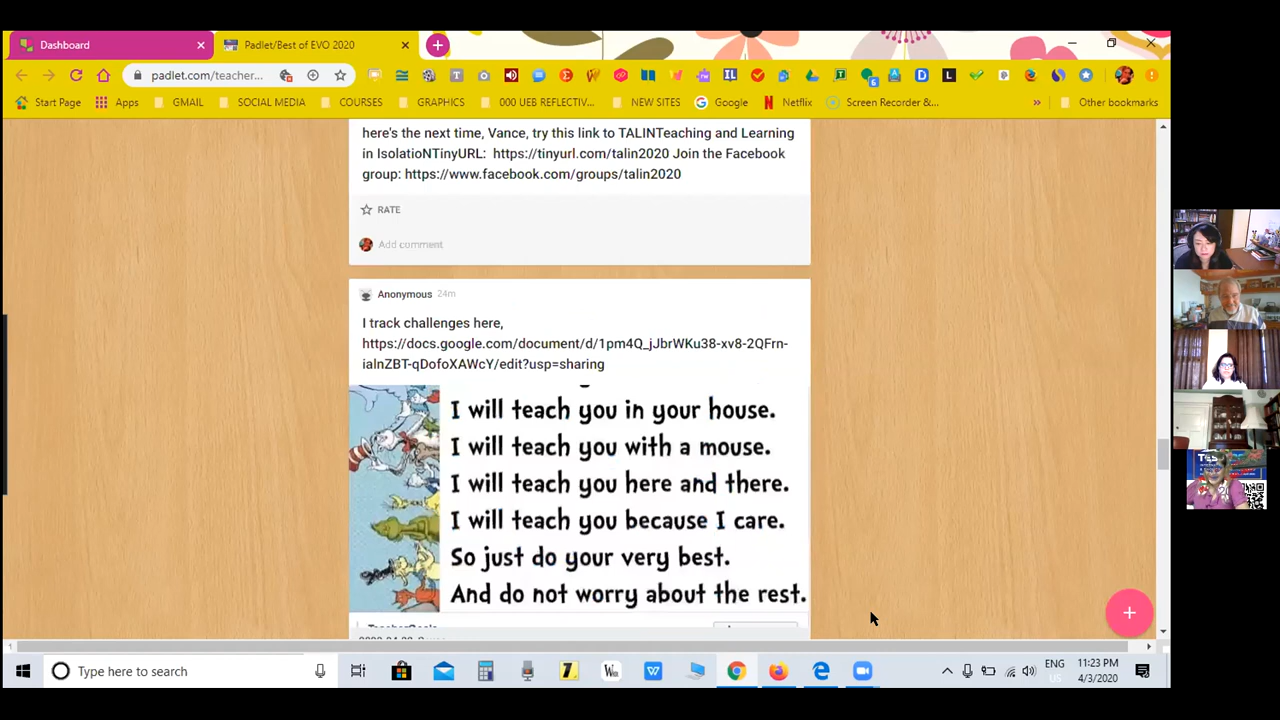 Dashboard
Padlet/Best of EVO 2020
padlet.com/teacher...
Start Page
Apps
GMAIL
SOCIAL MEDIA
COURSES
GRAPHICS
000 UEB REFLECTIV...
NEW SITES
Google
Netflix
Screen Recorder &...
Other bookmarks
here's the next time, Vance, try this link to TALINTeaching and Learning
in IsolatioNTinyURL: https://tinyurl.com/talin2020 Join the Facebook
group: https://www.facebook.com/groups/talin2020
RATE
Add comment
Anonymous 24m
I track challenges here,
https://docs.google.com/document/d/1pm4Q_jJbrWKu38-xv8-2QFrn-
ialnZBT-qDofoXAWcY/edit?usp=sharing
I will teach you in your house.
I will teach you with a mouse.
I will teach you here and there.
I will teach you because I care.
So just do your very best.
And do not worry about the rest.
Type here to search
ENG
US
11:23 PM
4/3/2020